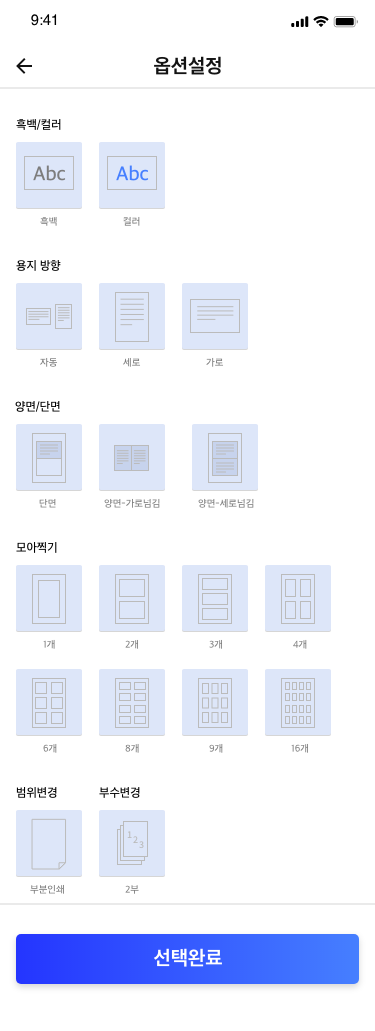 9:41
옵션설정
흑백/컬러
Abc Abc
흑백 컬러
용지 방향
자동 세로 가로
양면/단면
단면 양면-가로넘김 양면-세로넘김
모아찍기
1개 2개 3개 4개
6개 8개 9개 16개
범위변경 부수변경
1 2 3
부분인쇄 2부
선택완료